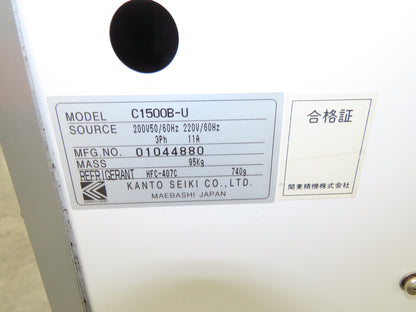 MODEL C1500B-U
SOURCE 200V50/60Hz 220V/60Hz
3Ph 11A
MFG.NO. 01044880
MASS 95Kg
REFRIGERANT HFC-407C 740g
KANTO SEIKI CO.,LTD.
MAEBASHI JAPAN
合格証
関東精機株式会社